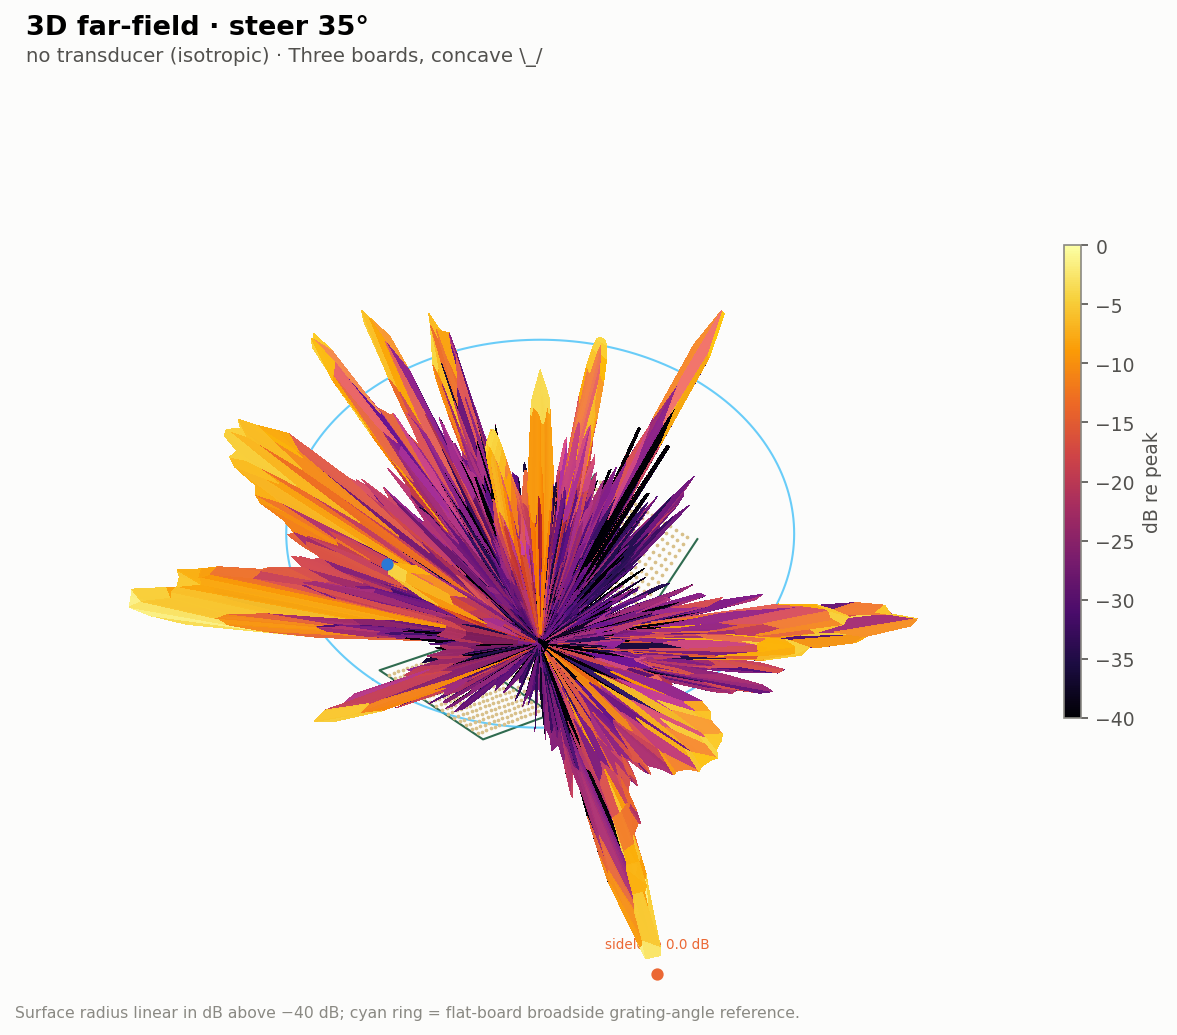 3D far-field · steer 35°
no transducer (isotropic) · Three boards, concave \_/
0
−5
−10
−15
−20
−25
−30
−35
−40
dB re peak
0.0 dB
Surface radius linear in dB above −40 dB; cyan ring = flat-board broadside grating-angle reference.